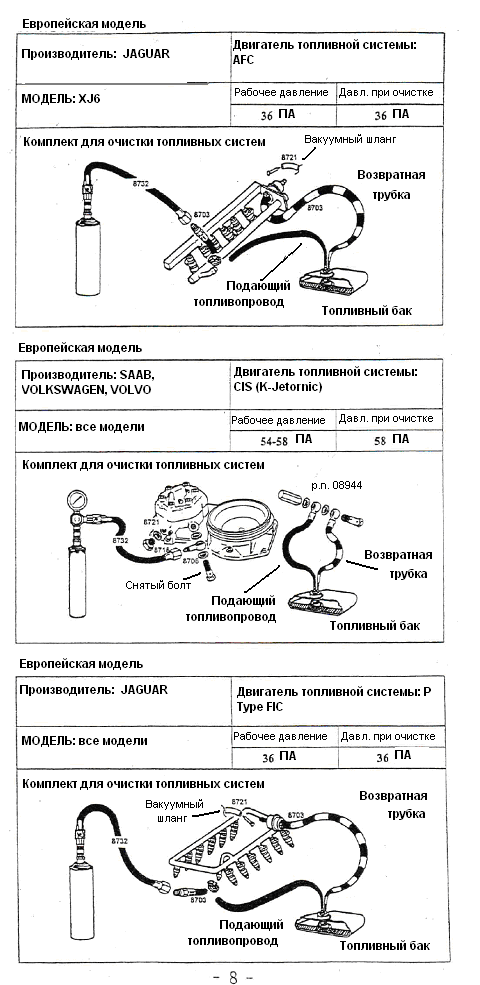 Европейская модель
Производитель: JAGUAR
Двигатель топливной системы:
AFC
МОДЕЛЬ: XJ6
Рабочее давление
Давл. при очистке
36 ПА
36 ПА
Комплект для очистки топливных систем
Вакуумный шланг
8721
8732
8703
8703
Возвратная
трубка
Подающий
топливопровод
Топливный бак
Европейская модель
Производитель: SAAB,
VOLKSWAGEN, VOLVO
Двигатель топливной системы:
CIS (K-Jetornic)
МОДЕЛЬ: все модели
Рабочее давление
Давл. при очистке
54-58 ПА
58 ПА
Комплект для очистки топливных систем
p.n. 08944
8721
8732
8716
8706
Снятый болт
Возвратная
трубка
Подающий
топливопровод
Топливный бак
Европейская модель
Производитель: JAGUAR
Двигатель топливной системы: P
Type FIC
МОДЕЛЬ: все модели
Рабочее давление
Давл. при очистке
36 ПА
36 ПА
Комплект для очистки топливных систем
Возвратная
трубка
Вакуумный
шланг
8721
8703
8732
8703
Подающий
топливопровод
Топливный бак
- 8 -